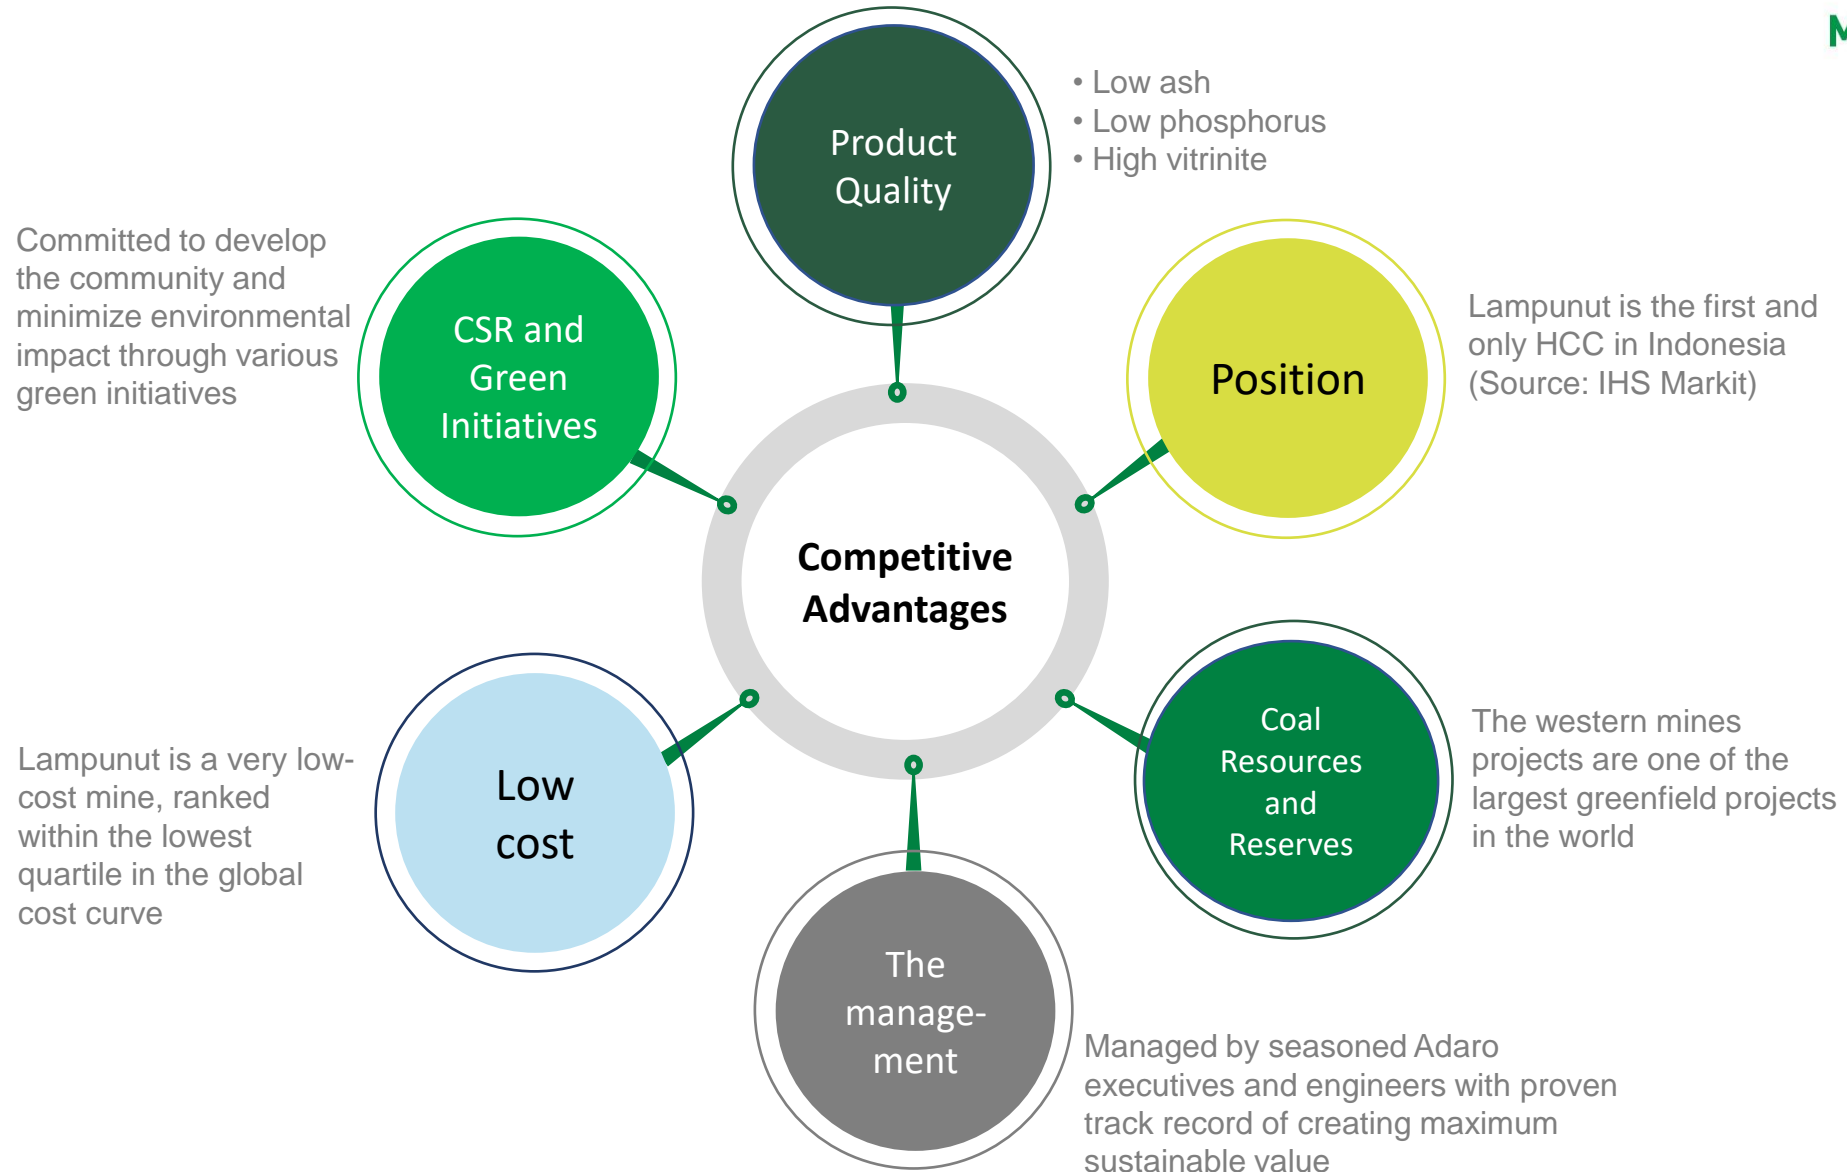 M
Product
Quality
• Low ash
• Low phosphorus
• High vitrinite
Committed to develop
the community and
minimize environmental
impact through various
green initiatives
CSR and
Green
Initiatives
Position
Lampunut is the first and
only HCC in Indonesia
(Source: IHS Markit)
Competitive
Advantages
Lampunut is a very low-
cost mine, ranked
within the lowest
quartile in the global
cost curve
Low
cost
Coal
Resources
and
Reserves
The western mines
projects are one of the
largest greenfield projects
in the world
The
manage-
ment
Managed by seasoned Adaro
executives and engineers with proven
track record of creating maximum
sustainable value